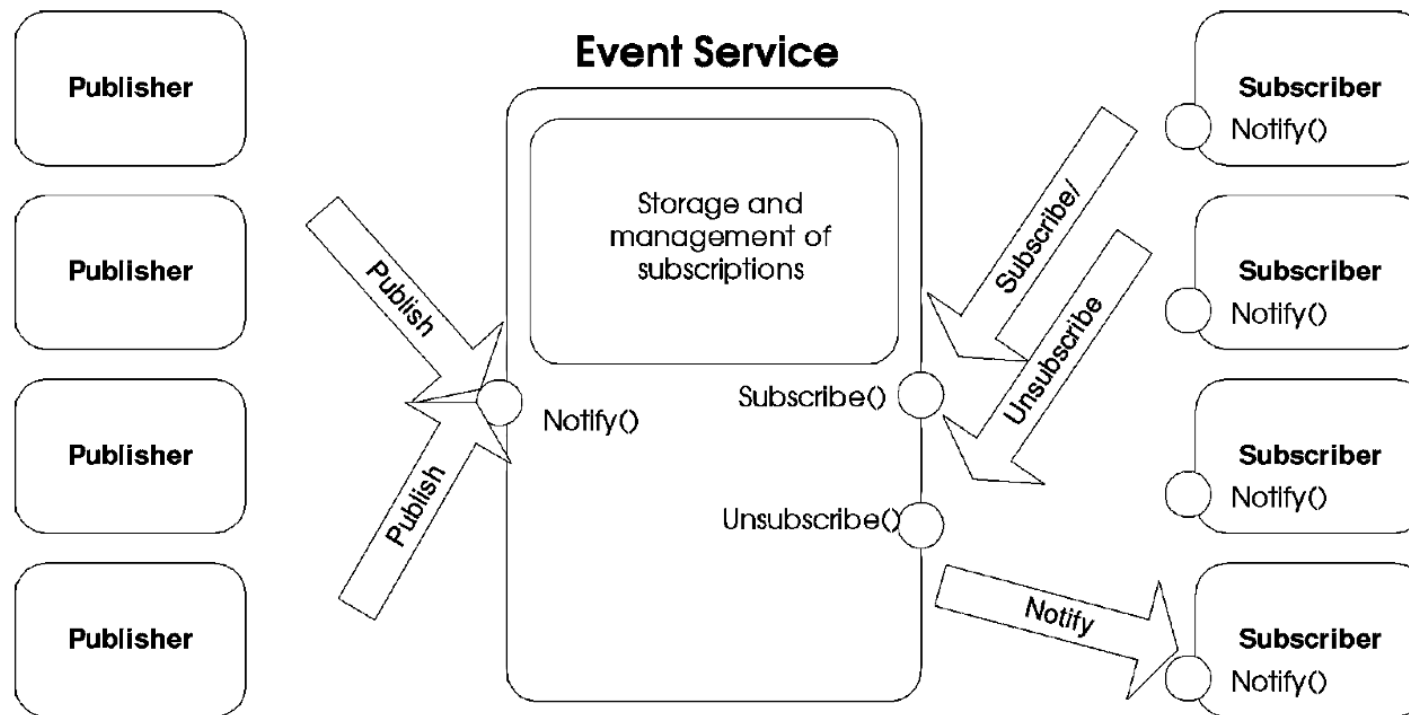 Event Service
Publisher
Publisher
Publisher
Publisher
Publish
Publish
Storage and
management of
subscriptions
Notify()
Subscribe()
Unsubscribe()
Subscribe/
Unsubscribe
Notify
Subscriber
Notify()
Subscriber
Notify()
Subscriber
Notify()
Subscriber
Notify()